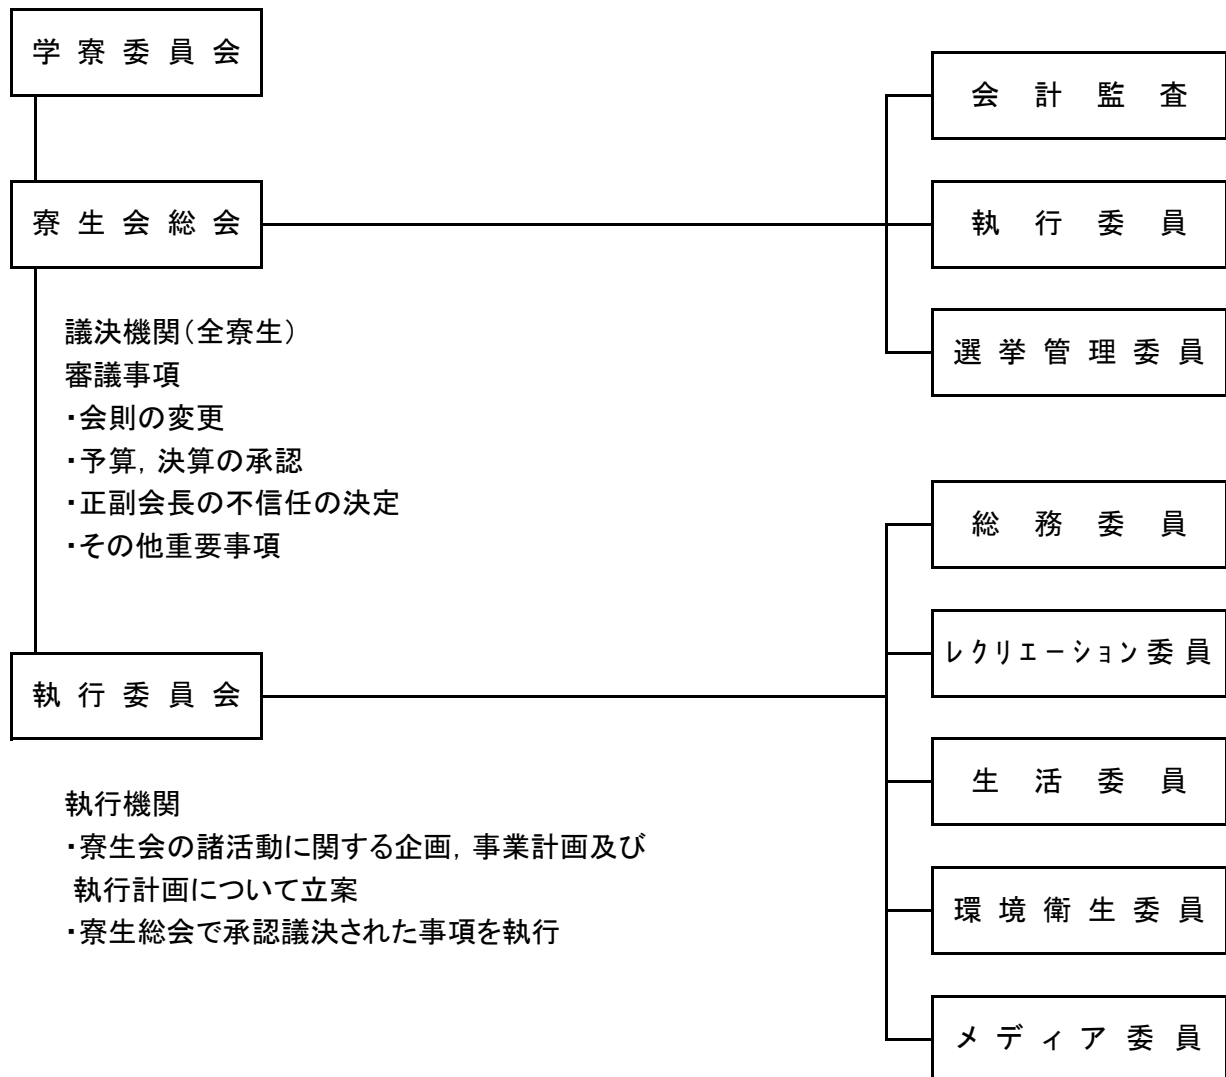 学寮委員会
会計監査
寮生会総会
執行委員
議決機関（全寮生）
審議事項
・会則の変更
・予算，決算の承認
・正副会長の不信任の決定
・その他重要事項
選挙管理委員
総務委員
レクリエーション委員
執行委員会
生活委員
執行機関
・寮生会の諸活動に関する企画，事業計画及び
執行計画について立案
・寮生総会で承認議決された事項を執行
環境衛生委員
メディア委員